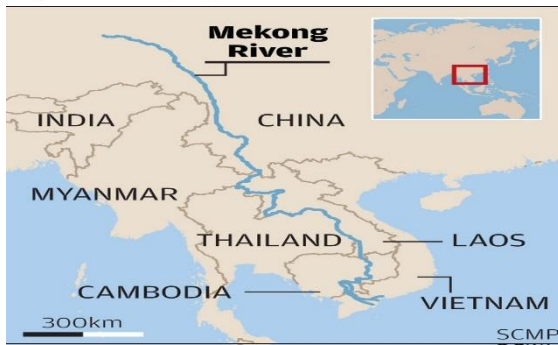 Mekong
River
INDIA
CHINA
MYANMAR
THAILAND
LAOS
CAMBODIA
VIETNAM
300km
SCMP